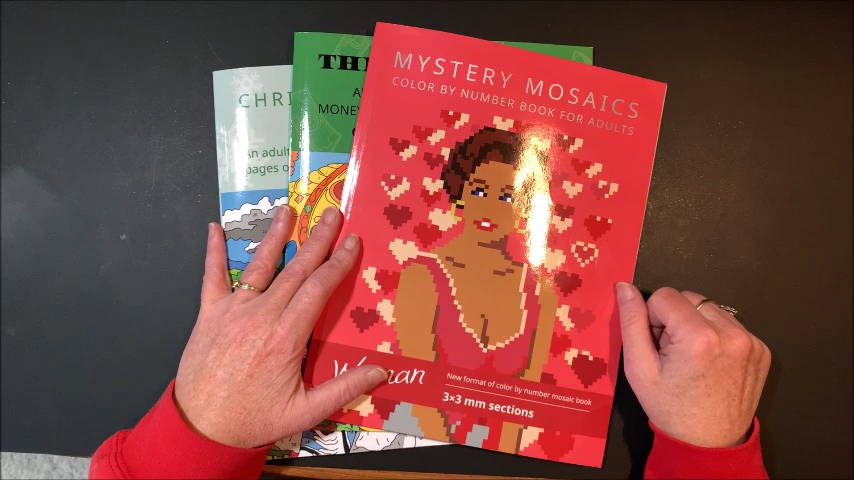 MYSTERY MOSAICS
COLOR BY NUMBER BOOK FOR ADULTS
New format of color by number mosaic book
3×3 mm sections
CHRI
An adult
pages o
TH
MONEY